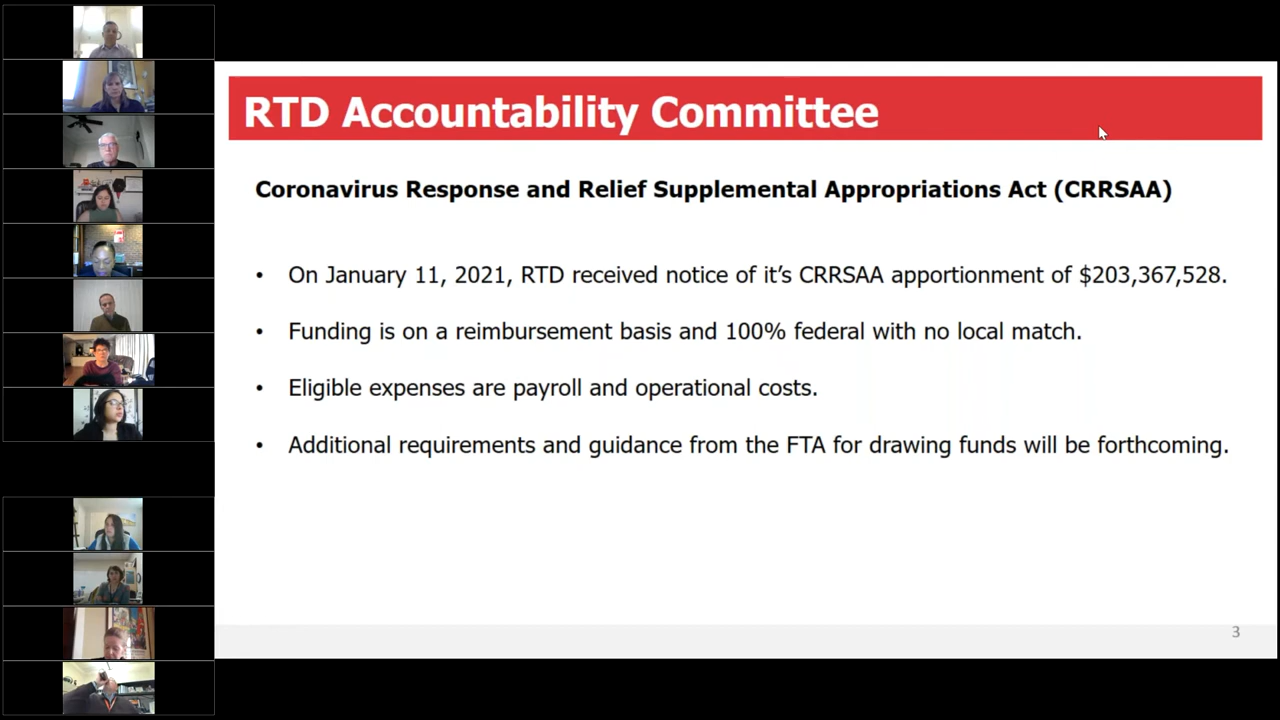 RTD Accountability Committee
Coronavirus Response and Relief Supplemental Appropriations Act (CRRSAA)
• On January 11, 2021, RTD received notice of it's CRRSAA apportionment of $203,367,528.
• Funding is on a reimbursement basis and 100% federal with no local match.
• Eligible expenses are payroll and operational costs.
• Additional requirements and guidance from the FTA for drawing funds will be forthcoming.
3